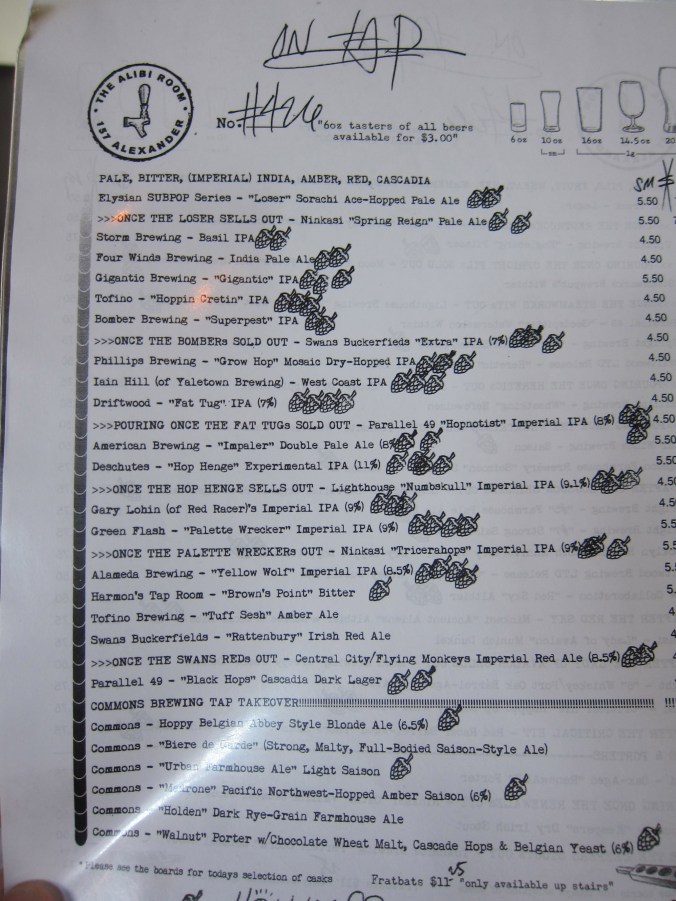 ON TAP
THE ALIBI ROOM
157 ALEXANDER
No. #426 "6oz tasters of all beers
available for $3.00"
6oz 10oz 16oz 14.5oz 20
SM
PALE, BITTER, (IMPERIAL) INDIA, AMBER, RED, CASCADIA
Elysian SUBPOP Series - "Loser" Sorachi Ace-Hopped Pale Ale 5.50
>>>ONCE THE LOSER SELLS OUT - Ninkasi "Spring Reign" Pale Ale 5.50
Storm Brewing - Basil IPA 4.50
Four Winds Brewing - India Pale Ale 4.50
Gigantic Brewing - "Gigantic" IPA 5.50
Tofino - "Hoppin Cretin" IPA 4.50
Bomber Brewing - "Superpest" IPA 4.50
>>>ONCE THE BOMBERs SOLD OUT - Swans Buckerfieds "Extra" IPA (7%) 4.50
Phillips Brewing - "Grow Hop" Mosaic Dry-Hopped IPA 4.50
Iain Hill (of Yaletown Brewing) - West Coast IPA 4.50
Driftwood - "Fat Tug" IPA (7%) 4.50
>>>POURING ONCE THE FAT TUGs SOLD OUT - Parallel 49 "Hopnotist" Imperial IPA (8%) 4.50
American Brewing - "Impaler" Double Pale Ale (8% 5.50
Deschutes - "Hop Henge" Experimental IPA (11%) 5.50
>>>ONCE THE HOP HENGE SELLS OUT - Lighthouse "Numbskull" Imperial IPA (9.1%) 4.50
Gary Lohin (of Red Racer)'s Imperial IPA (9%) 4.5
Green Flash - "Palette Wrecker" Imperial IPA (9%) 5.5
>>>ONCE THE PALETTE WRECKERs OUT - Ninkasi "Tricerahops" Imperial IPA (9% 5.5
Alameda Brewing - "Yellow Wolf" Imperial IPA (8.5%) 5.
Harmon's Tap Room - "Brown's Point" Bitter 5.
Tofino Brewing - "Tuff Sesh" Amber Ale 4.
Swans Buckerfields - "Rattenbury" Irish Red Ale 4.
>>>ONCE THE SWANS REDs OUT - Central City/Flying Monkeys Imperial Red Ale (8.5%) 4
Parallel 49 - "Black Hops" Cascadia Dark Lager 4
COMMONS BREWING TAP TAKEOVER!!!!!!!!!!!!!!!!!!!!!!!!!!!!!!!!!!!!!!!!!!!!!!!!!!!!!!!!!!!!!!!!!!!!!!!! !!!
Commons - Hoppy Belgian Abbey Style Blonde Ale (6.5%)
Commons - "Biere de Garde" (Strong, Malty, Full-Bodied Saison-Style Ale)
Commons - "Urban Farmhouse Ale" Light Saison
Commons - "Madrone" Pacific Northwest-Hopped Amber Saison (6%)
Commons - "Holden" Dark Rye-Grain Farmhouse Ale
Commons - "Walnut" Porter w/Chocolate Wheat Malt, Cascade Hops & Belgian Yeast (6%)
*Please see the boards for todays selection of casks Fratbats $15 "only available up stairs"